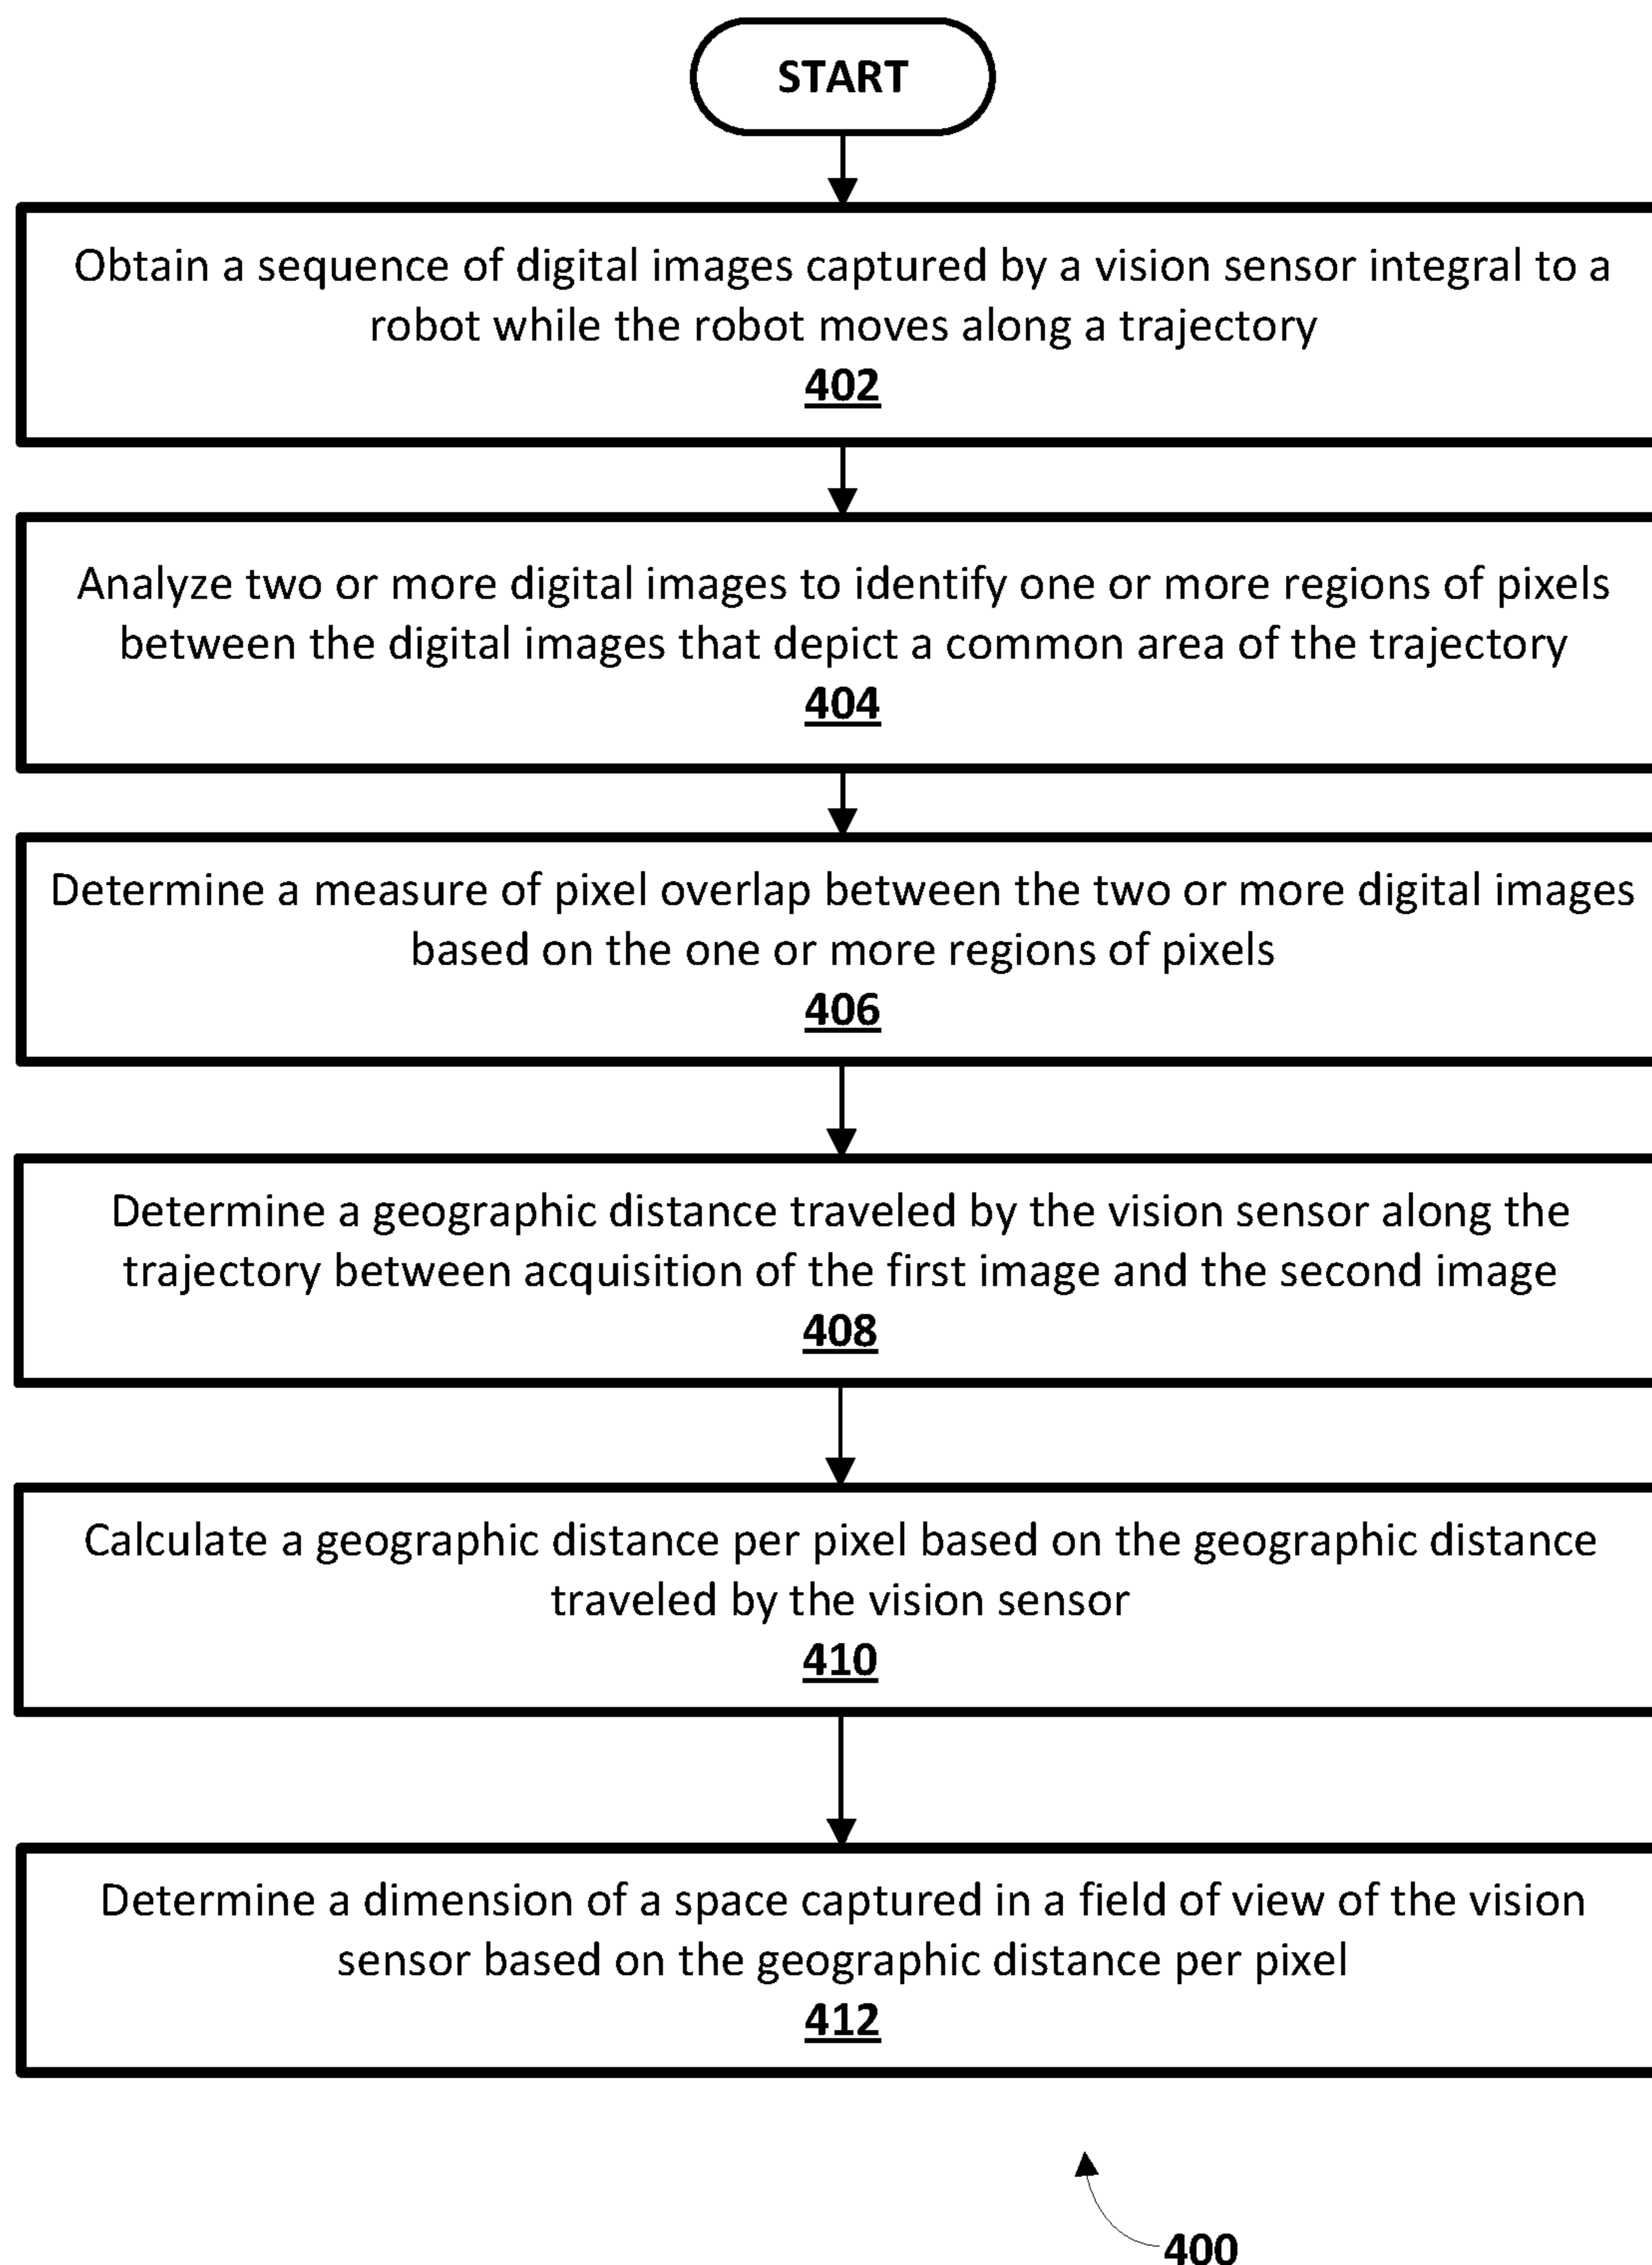 START
Obtain a sequence of digital images captured by a vision sensor integral to a
robot while the robot moves along a trajectory
402
Analyze two or more digital images to identify one or more regions of pixels
between the digital images that depict a common area of the trajectory
404
Determine a measure of pixel overlap between the two or more digital images
based on the one or more regions of pixels
406
Determine a geographic distance traveled by the vision sensor along the
trajectory between acquisition of the first image and the second image
408
Calculate a geographic distance per pixel based on the geographic distance
traveled by the vision sensor
410
Determine a dimension of a space captured in a field of view of the vision
sensor based on the geographic distance per pixel
412
400